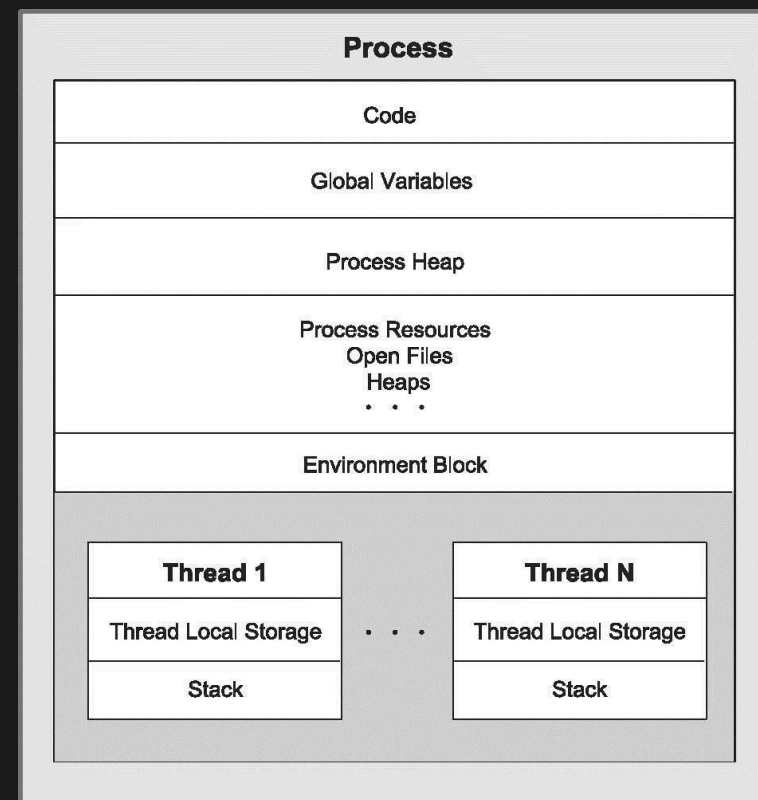 Process
Code
Global Variables
Process Heap
Process Resources
Open Files
Heaps
. . .
Environment Block
Thread 1
Thread N
Thread Local Storage
. . .
Thread Local Storage
Stack
Stack